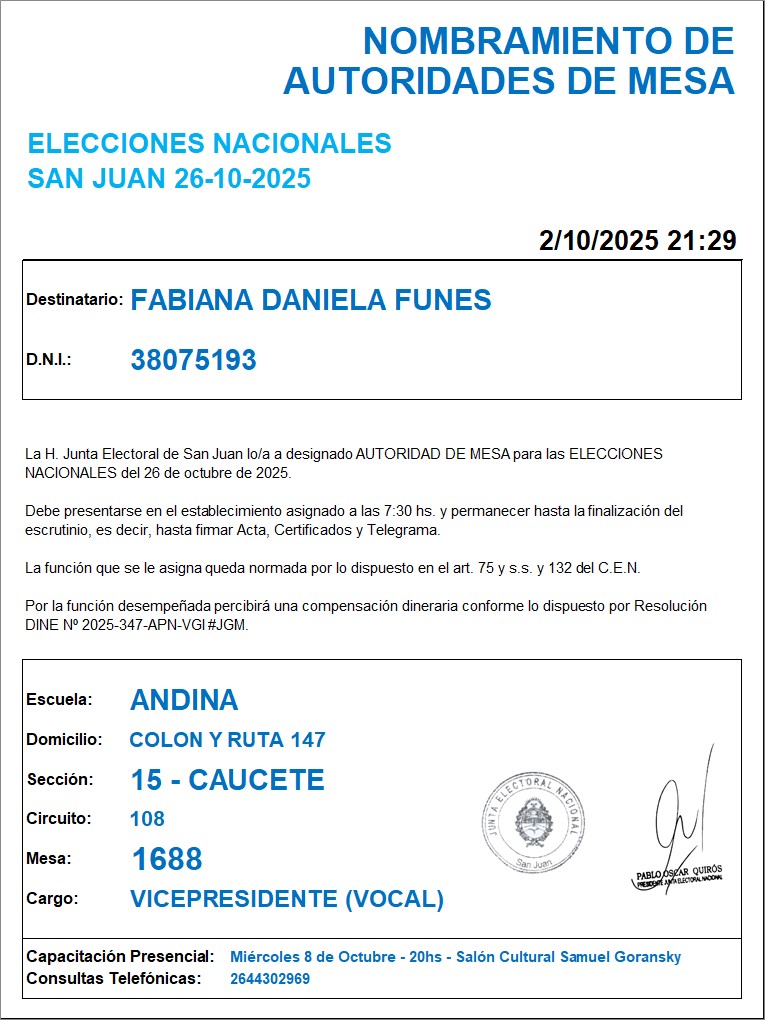 NOMBRAMIENTO DE
AUTORIDADES DE MESA
ELECCIONES NACIONALES
SAN JUAN 26-10-2025
2/10/2025 21:29
Destinatario: FABIANA DANIELA FUNES
D.N.I.: 38075193
La H. Junta Electoral de San Juan lo/a a designado AUTORIDAD DE MESA para las ELECCIONES
NACIONALES del 26 de octubre de 2025.
Debe presentarse en el establecimiento asignado a las 7:30 hs. y permanecer hasta la finalización del
escrutinio, es decir, hasta firmar Acta, Certificados y Telegrama.
La función que se le asigna queda normada por lo dispuesto en el art. 75 y s.s. y 132 del C.E.N.
Por la función desempeñada percibirá una compensación dineraria conforme lo dispuesto por Resolución
DINE Nº 2025-347-APN-VGI#JGM.
Escuela: ANDINA
Domicilio: COLON Y RUTA 147
Sección: 15 - CAUCETE
Circuito: 108
Mesa: 1688
Cargo: VICEPRESIDENTE (VOCAL)
JUNTA ELECTORAL NACIONAL
San Juan
PABLO OSCAR QUIRÓS
PRESIDENTE JUNTA ELECTORAL NACIONAL
Capacitación Presencial: Miércoles 8 de Octubre - 20hs - Salón Cultural Samuel Goransky
Consultas Telefónicas: 2644302969